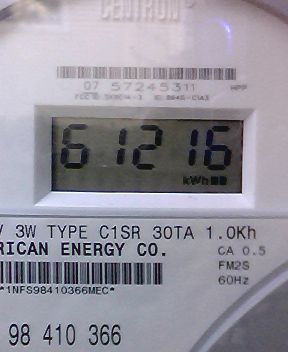 CENTRON
07 57245311 HPP
61216
kWh
V 3W TYPE C1SR 30TA 1.0Kh
RICAN ENERGY CO. CA 0.5
FM2S
*1NFS98410366MEC* 60Hz
98 410 366